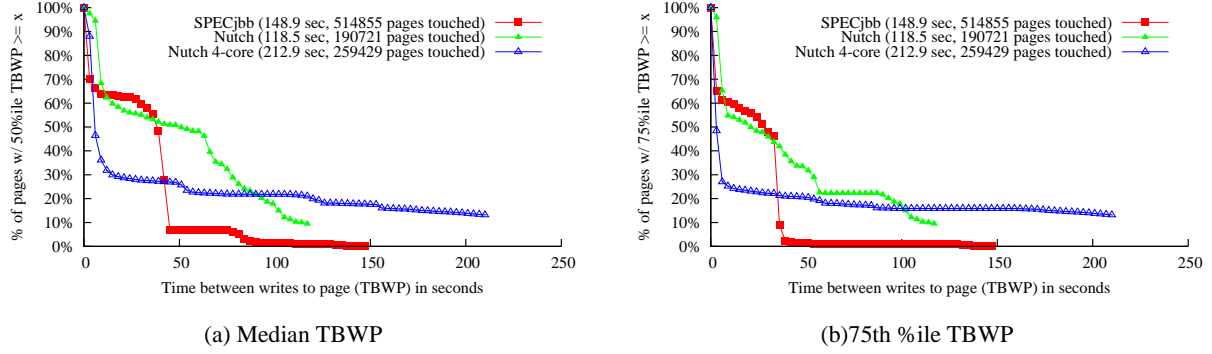 % of pages w/ 50%ile TBWP >= x
100%
90%
80%
70%
60%
50%
40%
30%
20%
10%
0%
0
50
100
150
200
250
SPECjbb (148.9 sec, 514855 pages touched)
Nutch (118.5 sec, 190721 pages touched)
Nutch 4-core (212.9 sec, 259429 pages touched)
Time between writes to page (TBWP) in seconds
(a) Median TBWP
% of pages w/ 75%ile TBWP >= x
100%
90%
80%
70%
60%
50%
40%
30%
20%
10%
0%
0
50
100
150
200
250
SPECjbb (148.9 sec, 514855 pages touched)
Nutch (118.5 sec, 190721 pages touched)
Nutch 4-core (212.9 sec, 259429 pages touched)
Time between writes to page (TBWP) in seconds
(b)75th %ile TBWP